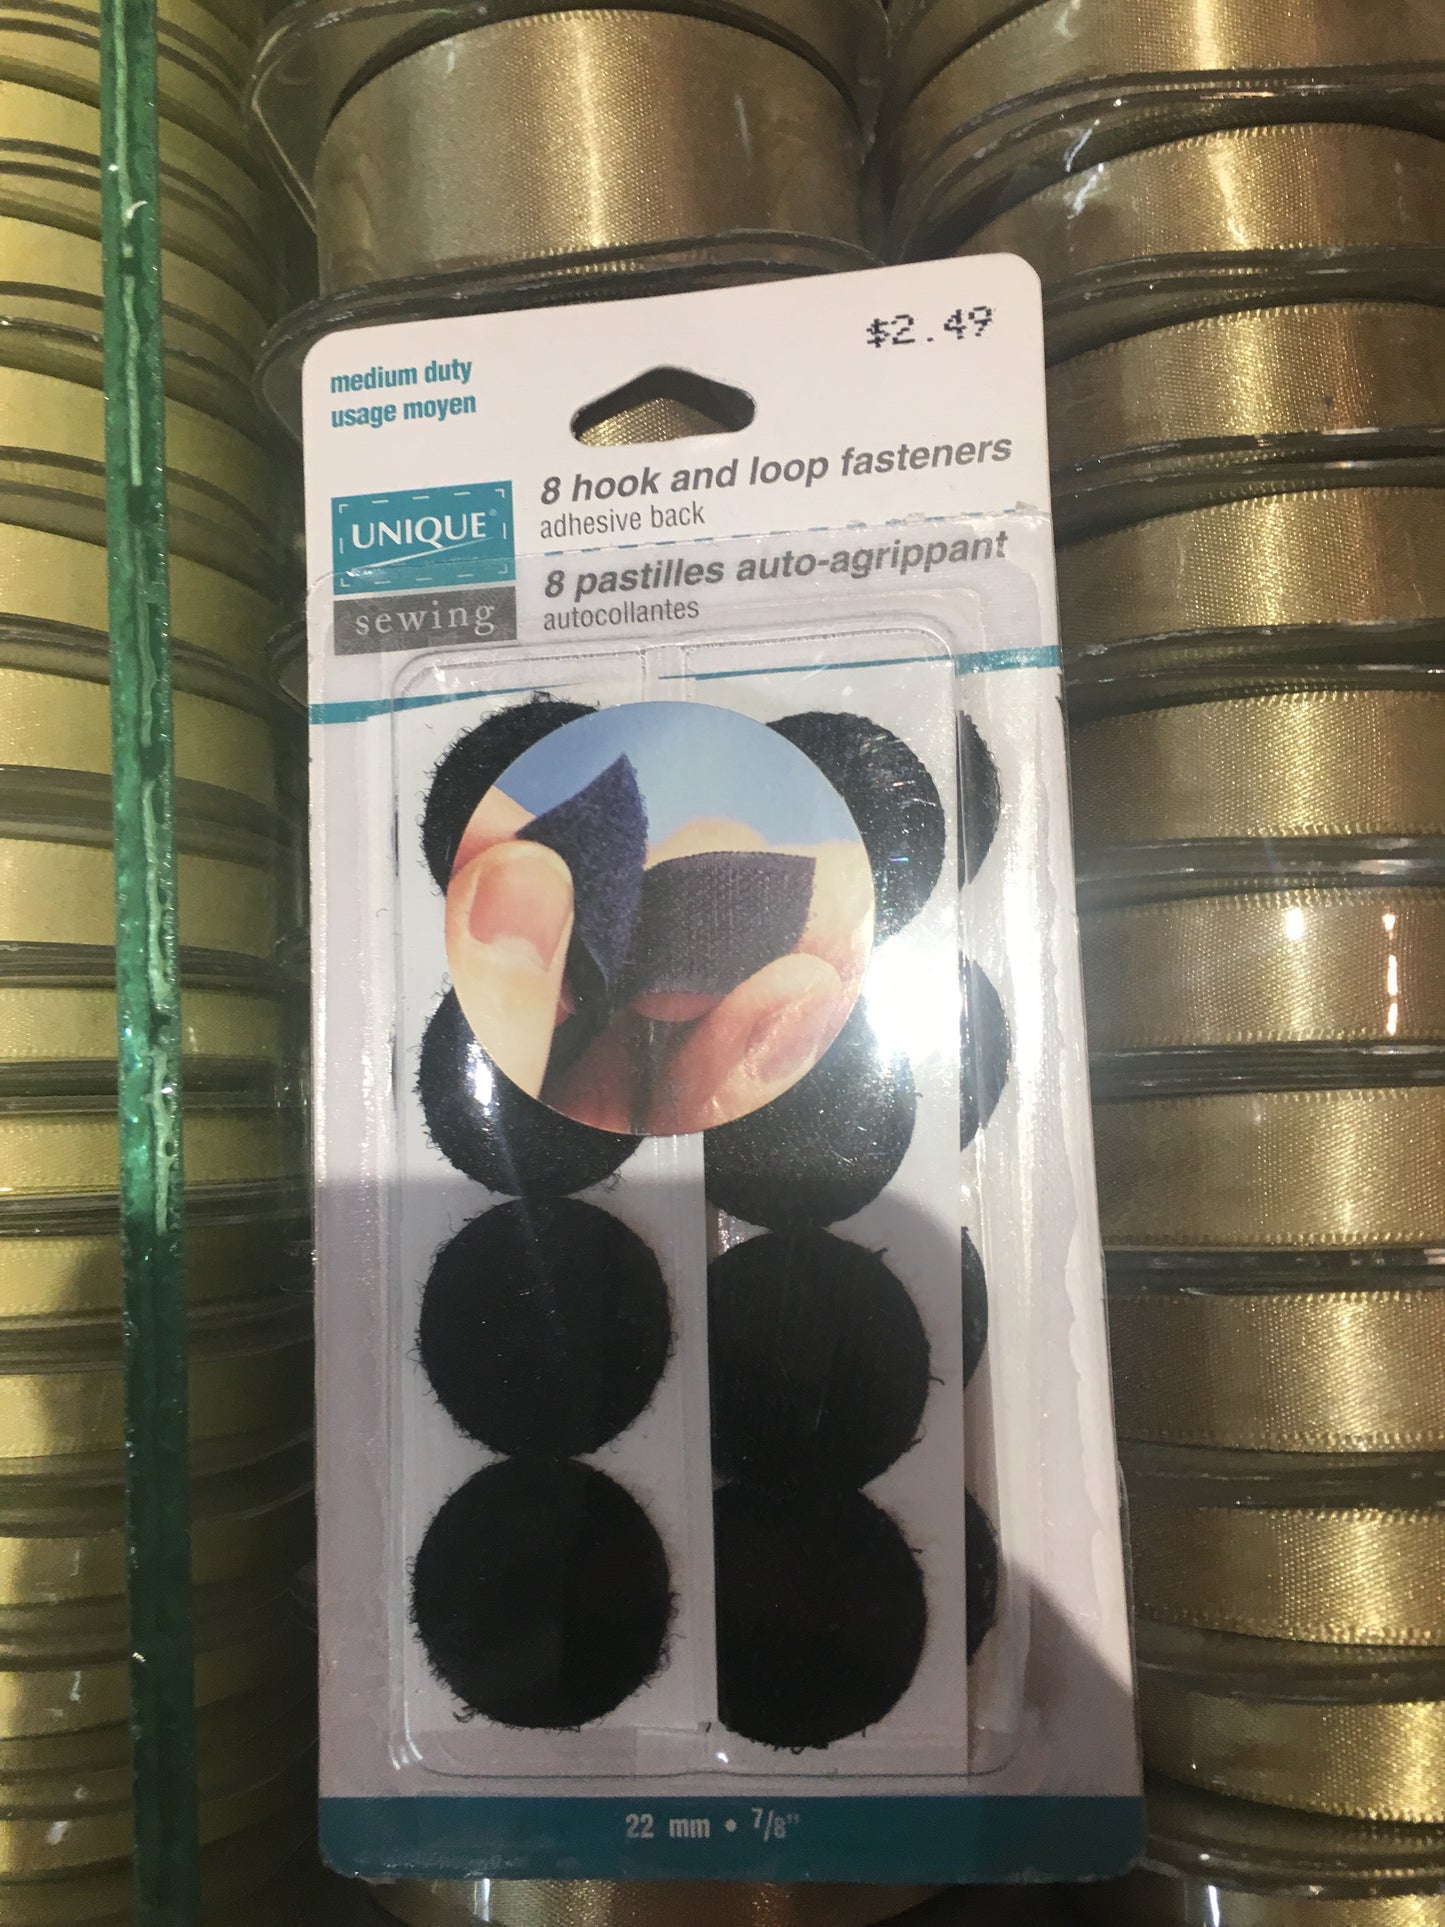 $2.49
medium duty
usage moyen
UNIQUE®
sewing
8 hook and loop fasteners
adhesive back
8 pastilles auto-agrippant
autocollantes
22 mm • 7/8"